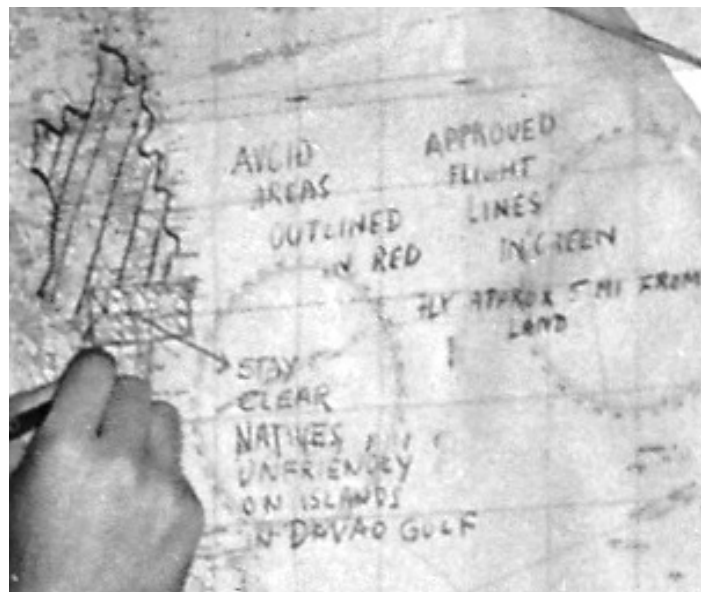 AVOID
AREAS
OUTLINED
IN RED
APPROVED
FLIGHT
LINES
IN GREEN
FLY APPROX 5 MI FROM
LAND
STAY
CLEAR
NATIVES
UNFRIENDLY
ON ISLANDS
IN DAVAO GULF